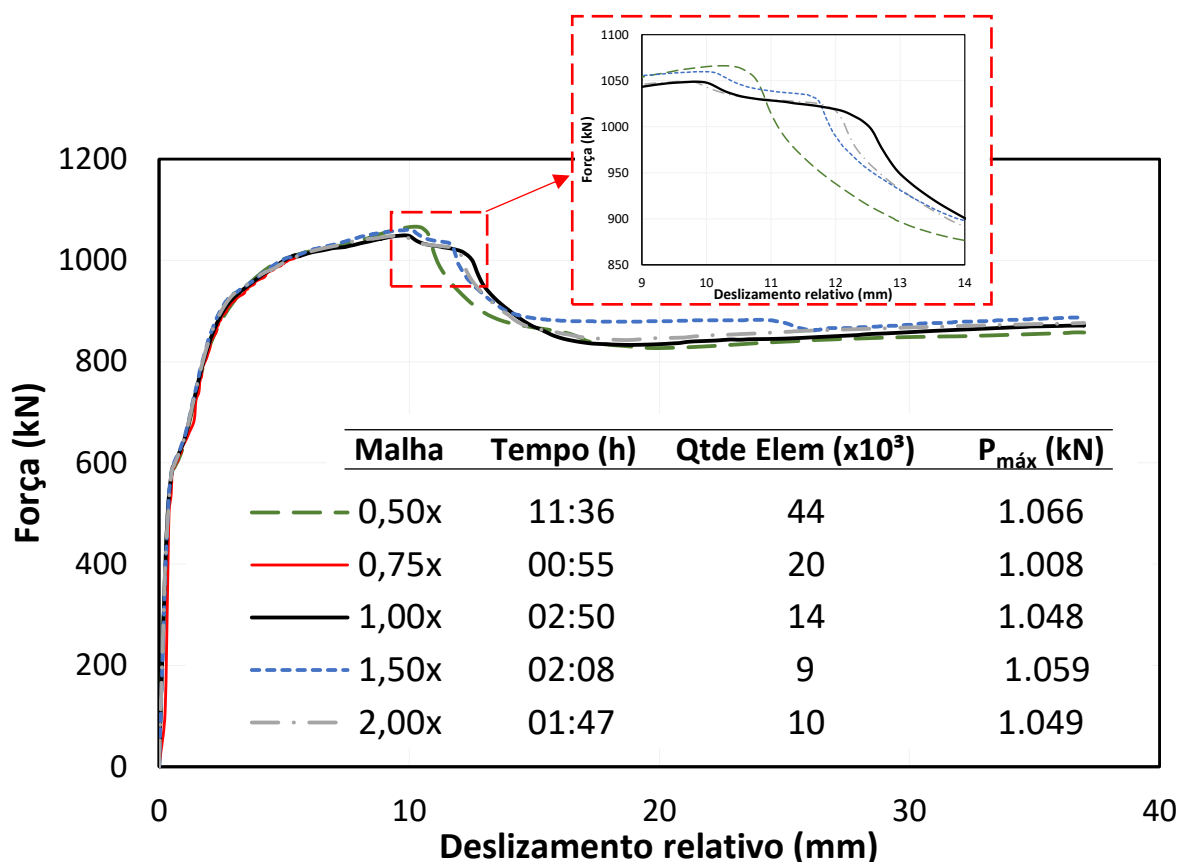 1100
1050
1000
950
900
850
Força (kN)
9 10 11 12 13 14
Deslizamento relativo (mm)
1200
1000
800
600
400
200
0
Força (kN)
Malha Tempo (h) Qtde Elem (x10³) Pmáx (kN)
0,50x 11:36 44 1.066
0,75x 00:55 20 1.008
1,00x 02:50 14 1.048
1,50x 02:08 9 1.059
2,00x 01:47 10 1.049
0 10 20 30 40
Deslizamento relativo (mm)